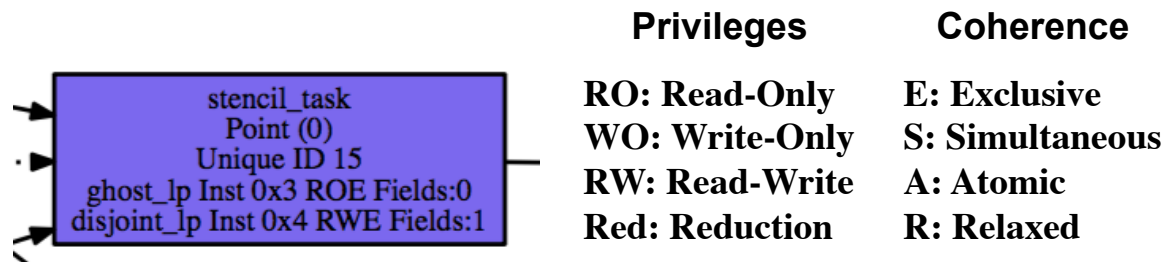 stencil_task
Point (0)
Unique ID 15
ghost_lp Inst 0x3 ROE Fields:0
disjoint_lp Inst 0x4 RWE Fields:1
Privileges
RO: Read-Only
WO: Write-Only
RW: Read-Write
Red: Reduction
Coherence
E: Exclusive
S: Simultaneous
A: Atomic
R: Relaxed